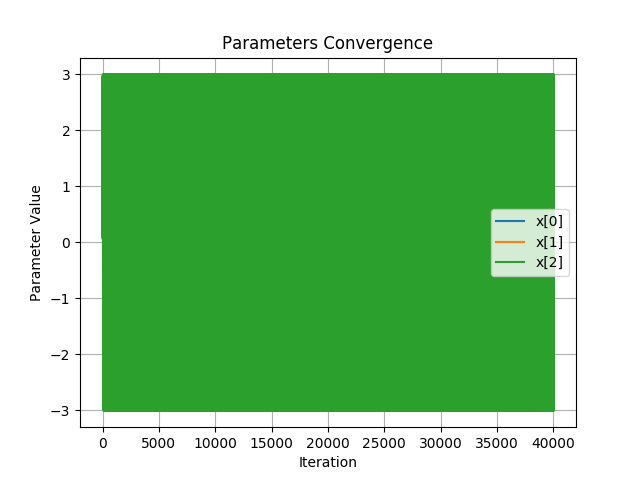 Parameters Convergence
3
2
1
0
−1
−2
−3
Parameter Value
x[0]
x[1]
x[2]
0 5000 10000 15000 20000 25000 30000 35000 40000
Iteration